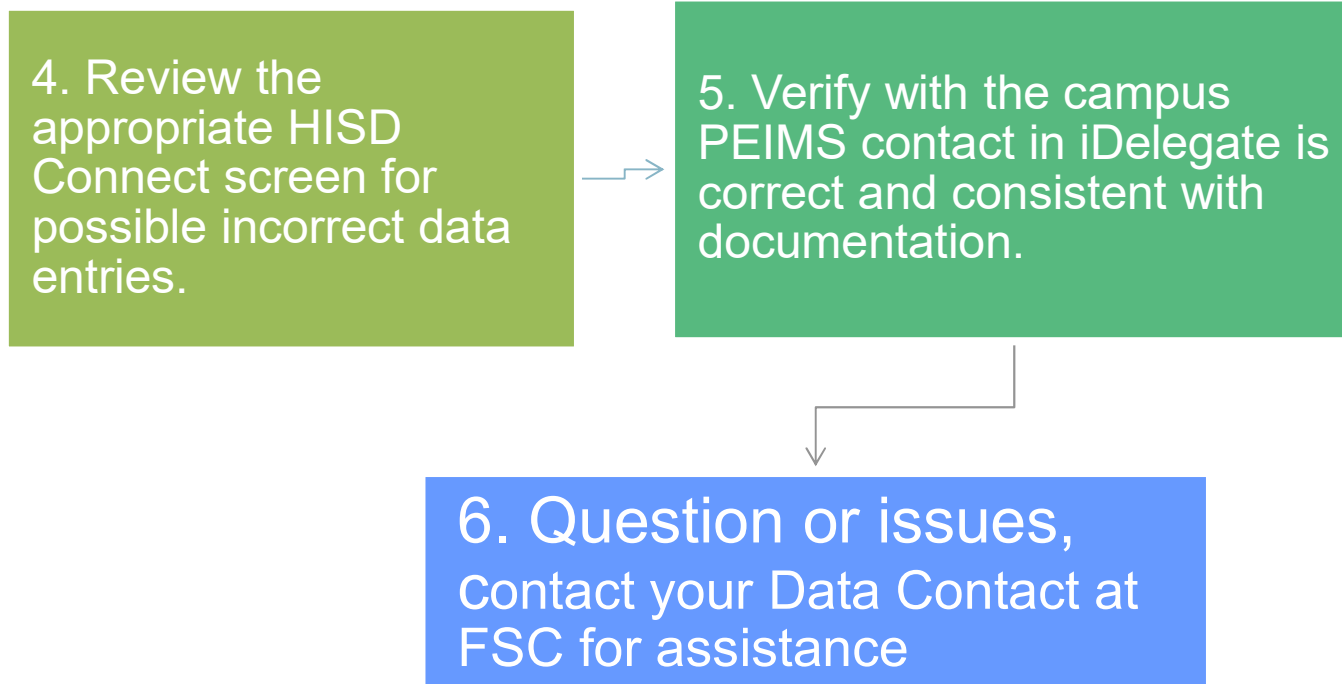 4. Review the
appropriate HISD
Connect screen for
possible incorrect data
entries.
5. Verify with the campus
PEIMS contact in iDelegate is
correct and consistent with
documentation.
6. Question or issues,
contact your Data Contact at
FSC for assistance